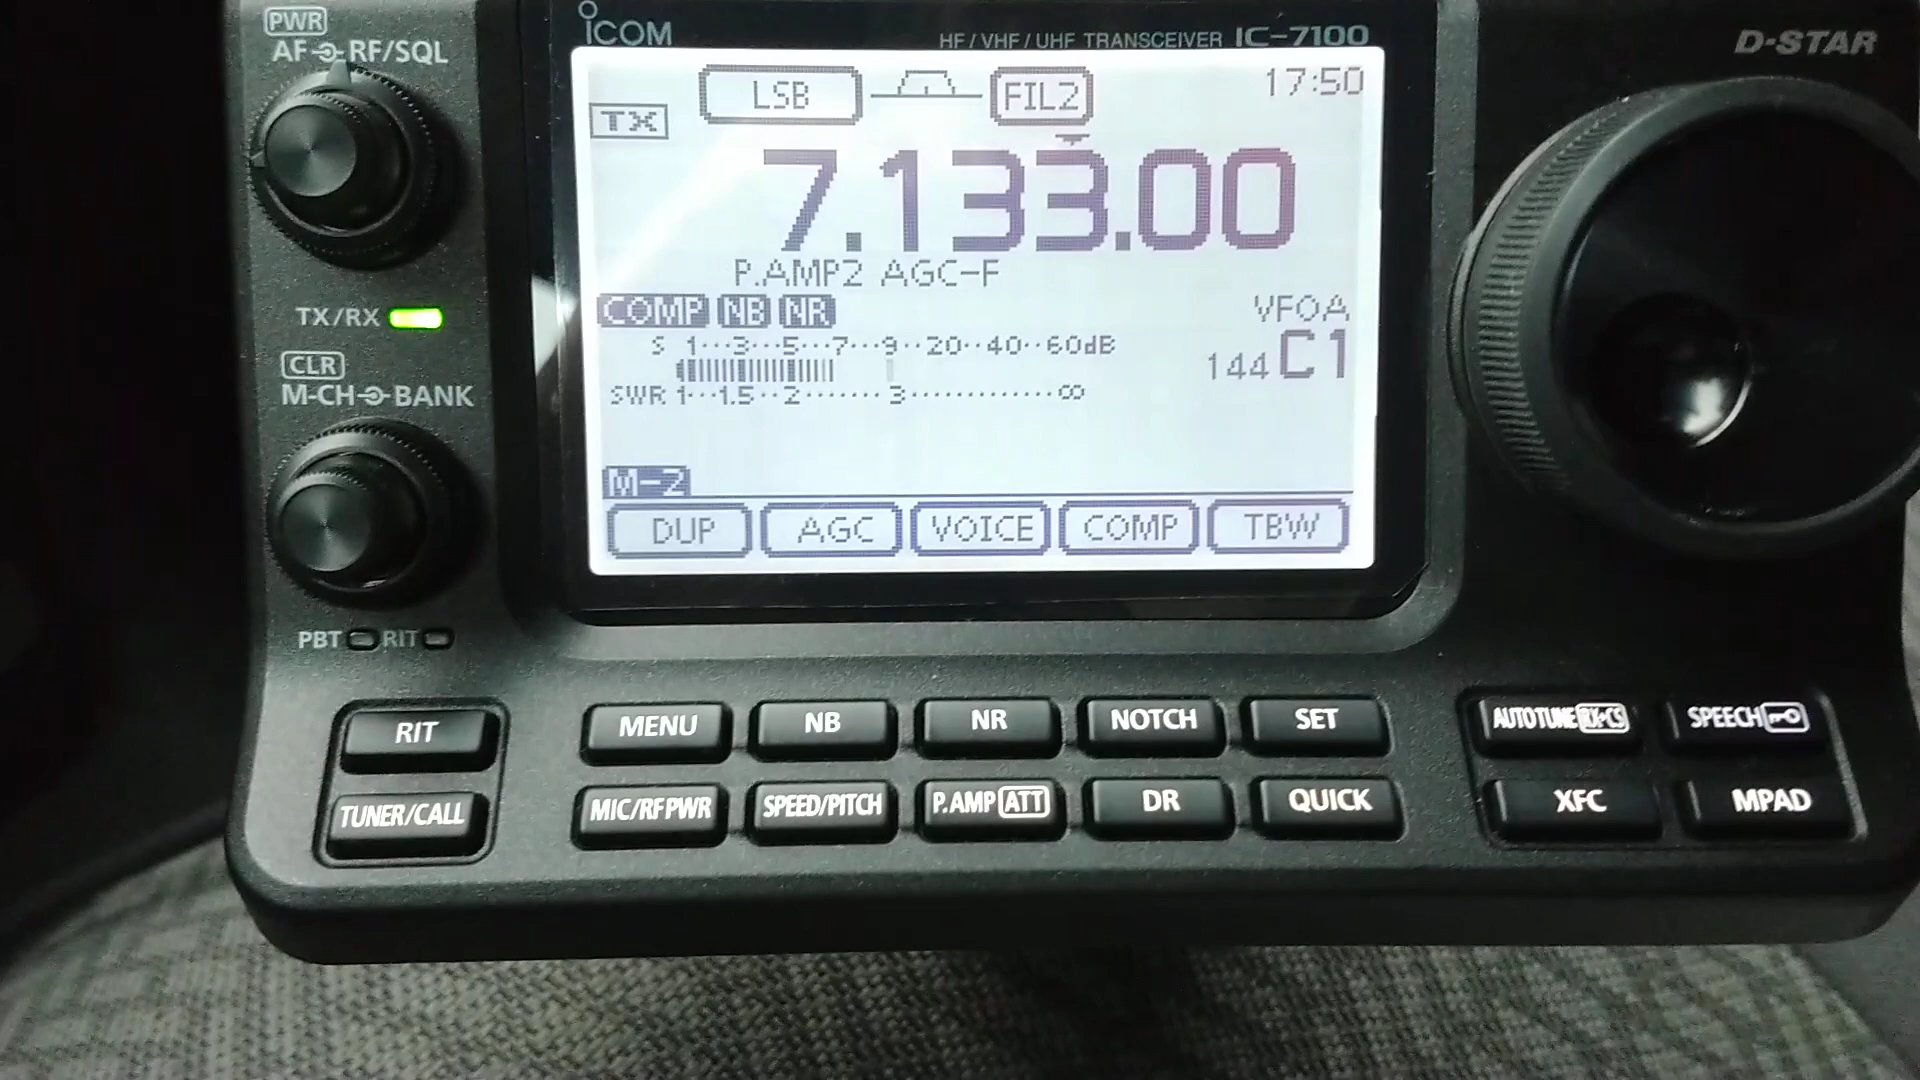 PWR
AF RF/SQL
ICOM
HF/VHF/UHF TRANSCEIVER IC-7100
D-STAR
LSB
FIL2
17:50
TX
7.133.00
P.AMP2 AGC-F
TX/RX
COMP NB NR
VFOA
S 1···3···5···7···9··20··40··60dB
144 C1
SWR 1···1.5··2·······3·············∞
CLR
M-CH BANK
M-2
DUP AGC VOICE COMP TBW
PBT RIT
RIT
MENU NB NR NOTCH SET
AUTOTUNE RX→CS
SPEECH
TUNER/CALL
MIC/RFPWR SPEED/PITCH P.AMP ATT DR QUICK
XFC MPAD